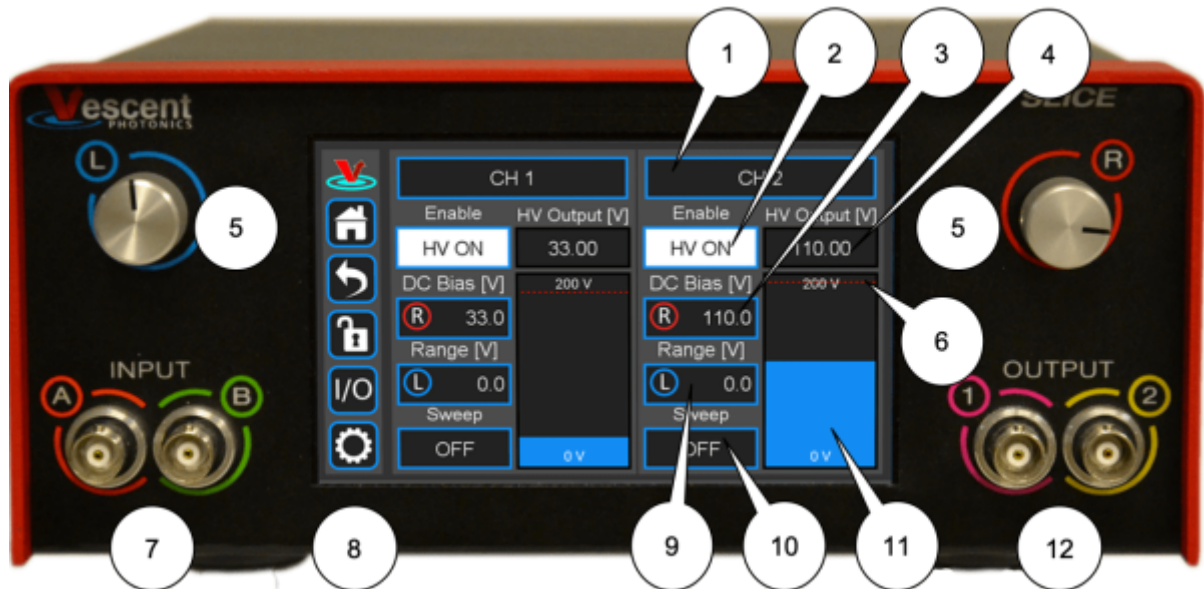 1
2
3
4
Vescent
PHOTONICS
SLICE
L
R
5
5
CH 1
CH 2
Enable
HV Output [V]
Enable
HV Output [V]
HV ON
33.00
HV ON
110.00
DC Bias [V]
200 V
DC Bias [V]
200 V
R 33.0
R 110.0
6
Range [V]
Range [V]
I/O
L 0.0
L 0.0
Sweep
Sweep
OFF
0 V
OFF
0 V
INPUT
A
B
OUTPUT
1
2
7
8
9
10
11
12